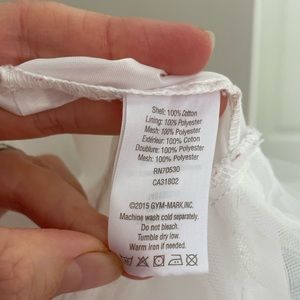 Shell: 100% Cotton
Lining: 100% Polyester
Mesh: 100% Polyester
Extérieur: 100% Coton
Doublure: 100% Polyester
Mesh: 100% Polyester
RN70530
CA31802
©2015 GYM-MARK,INC.
Machine wash cold separately.
Do not bleach.
Tumble dry low.
Warm iron if needed.